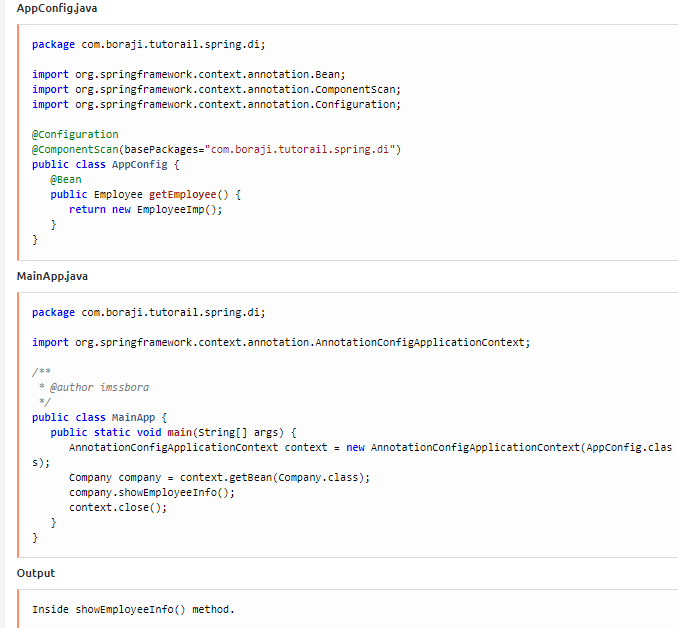 AppConfig.java
package com.boraji.tutorail.spring.di;
import org.springframework.context.annotation.Bean;
import org.springframework.context.annotation.ComponentScan;
import org.springframework.context.annotation.Configuration;
@Configuration
@ComponentScan(basePackages="com.boraji.tutorail.spring.di")
public class AppConfig {
@Bean
public Employee getEmployee() {
return new EmployeeImp();
}
}
MainApp.java
package com.boraji.tutorail.spring.di;
import org.springframework.context.annotation.AnnotationConfigApplicationContext;
/**
* @author imssbora
*/
public class MainApp {
public static void main(String[] args) {
AnnotationConfigApplicationContext context = new AnnotationConfigApplicationContext(AppConfig.clas
s);
Company company = context.getBean(Company.class);
company.showEmployeeInfo();
context.close();
}
}
Output
Inside showEmployeeInfo() method.